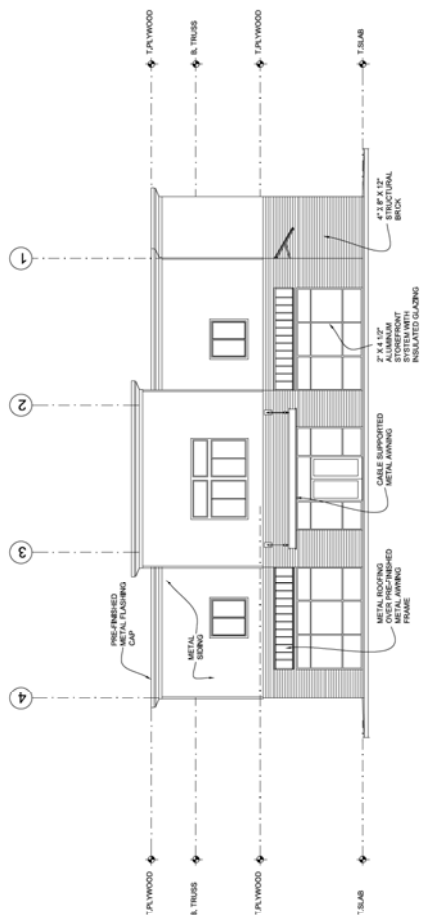 4
3
2
1
PRE-FINISHED
METAL FLASHING
CAP
T.PLYWOOD
T.PLYWOOD
METAL
SIDING
B. TRUSS
B. TRUSS
T.PLYWOOD
T.PLYWOOD
T.SLAB
T.SLAB
METAL ROOFING
OVER PRE-FINISHED
METAL AWNING
FRAME
CABLE SUPPORTED
METAL AWNING
2" X 4 1/2"
ALUMINUM
STOREFRONT
SYSTEM WITH
INSULATED GLAZING
4" X 8" X 12"
STRUCTURAL
BRICK